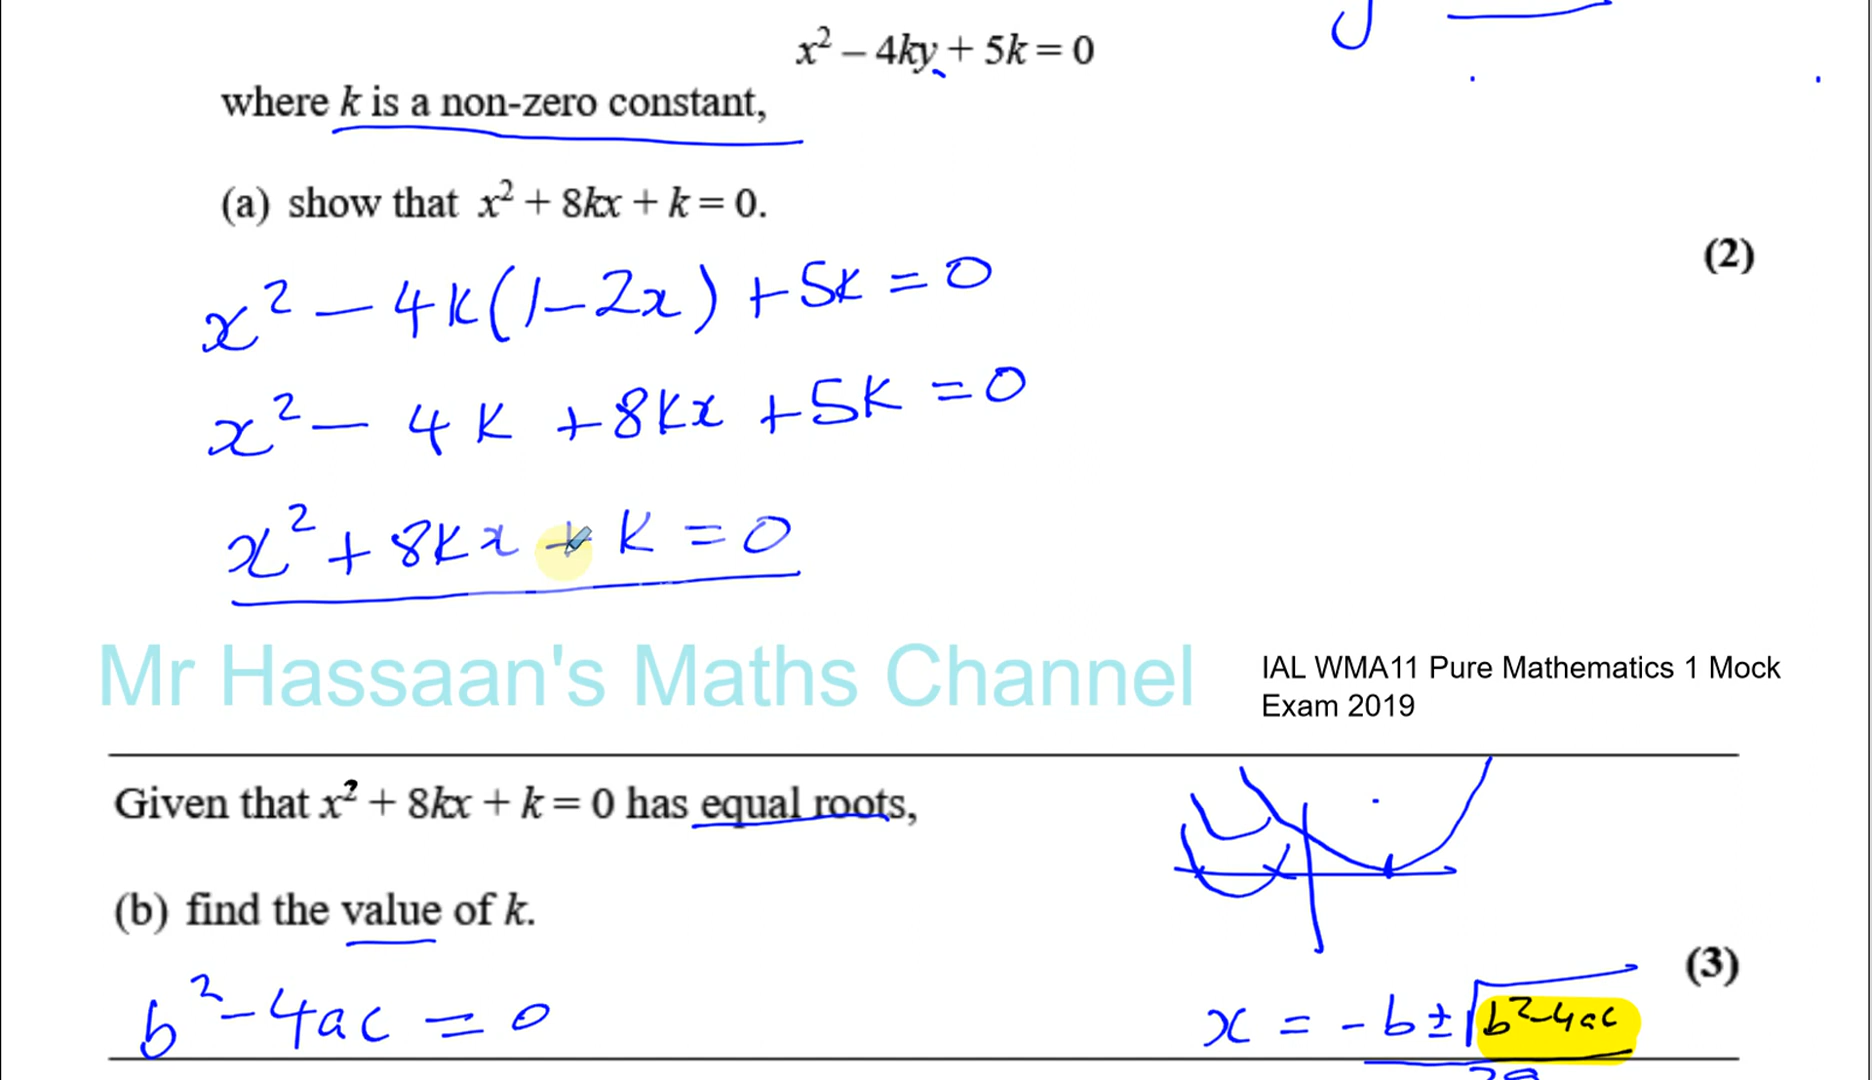 x² – 4ky + 5k = 0
where k is a non-zero constant,
(a) show that x² + 8kx + k = 0.
(2)
x² – 4k(1–2x) + 5k = 0
x² – 4k + 8kx + 5k = 0
x² + 8kx + k = 0
Mr Hassaan's Maths Channel
IAL WMA11 Pure Mathematics 1 Mock
Exam 2019
Given that x² + 8kx + k = 0 has equal roots,
(b) find the value of k.
(3)
b² – 4ac = 0
x = –b ± √b²–4ac